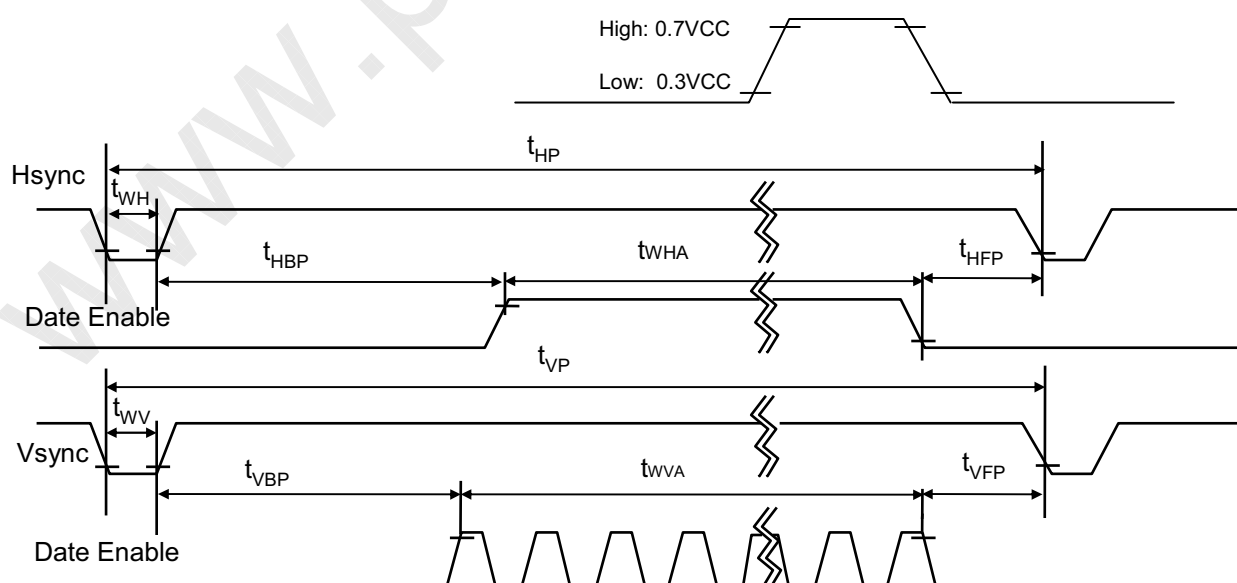 www.p
High: 0.7VCC
Low: 0.3VCC
tHP
Hsync
tWH
tHBP
tWHA
tHFP
Date Enable
tVP
tWV
Vsync
tVBP
tWVA
tVFP
Date Enable